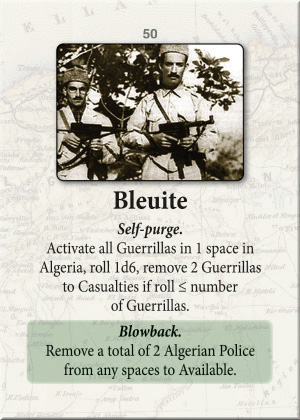 50
Bleuite
Self-purge.
Activate all Guerrillas in 1 space in
Algeria, roll 1d6, remove 2 Guerrillas
to Casualties if roll ≤ number
of Guerrillas.
Blowback.
Remove a total of 2 Algerian Police
from any spaces to Available.